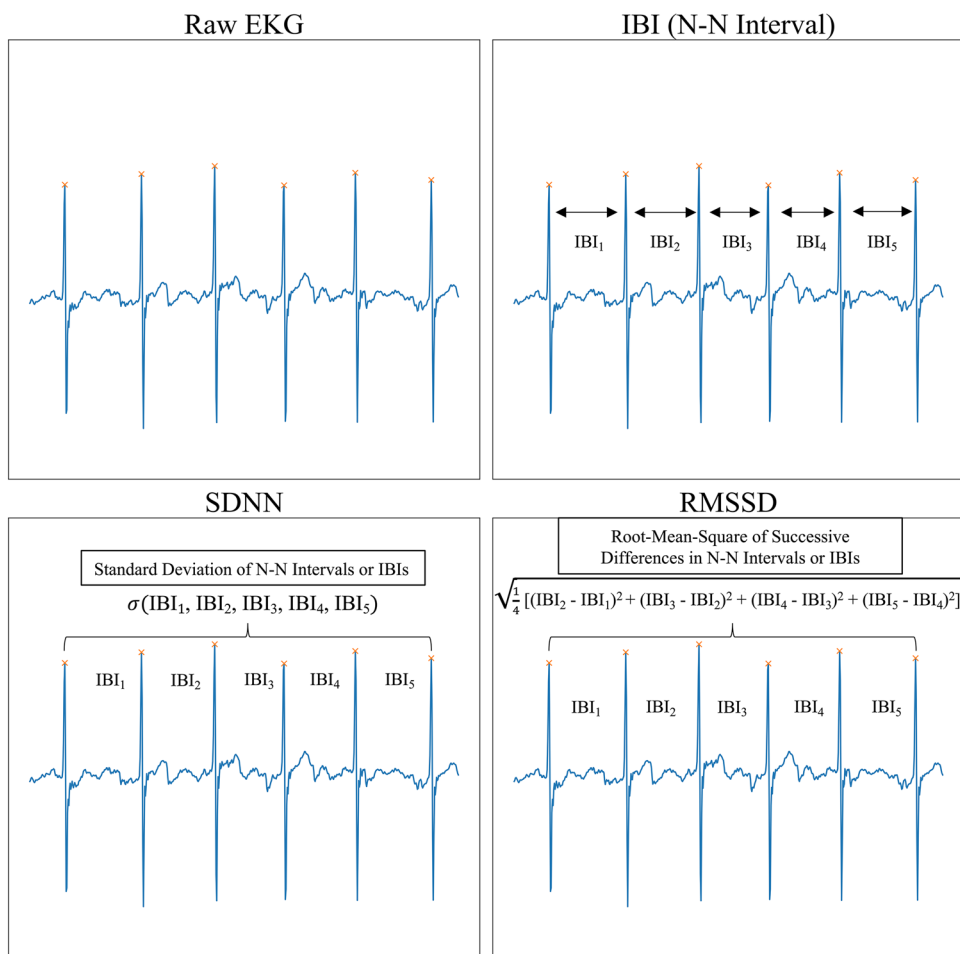 Raw EKG
IBI (N-N Interval)
IBI₁
IBI₂
IBI₃
IBI₄
IBI₅
SDNN
Standard Deviation of N-N Intervals or IBIs
σ(IBI₁, IBI₂, IBI₃, IBI₄, IBI₅)
IBI₁
IBI₂
IBI₃
IBI₄
IBI₅
RMSSD
Root-Mean-Square of Successive
Differences in N-N Intervals or IBIs
√¼ [(IBI₂ - IBI₁)² + (IBI₃ - IBI₂)² + (IBI₄ - IBI₃)² + (IBI₅ - IBI₄)²]
IBI₁
IBI₂
IBI₃
IBI₄
IBI₅